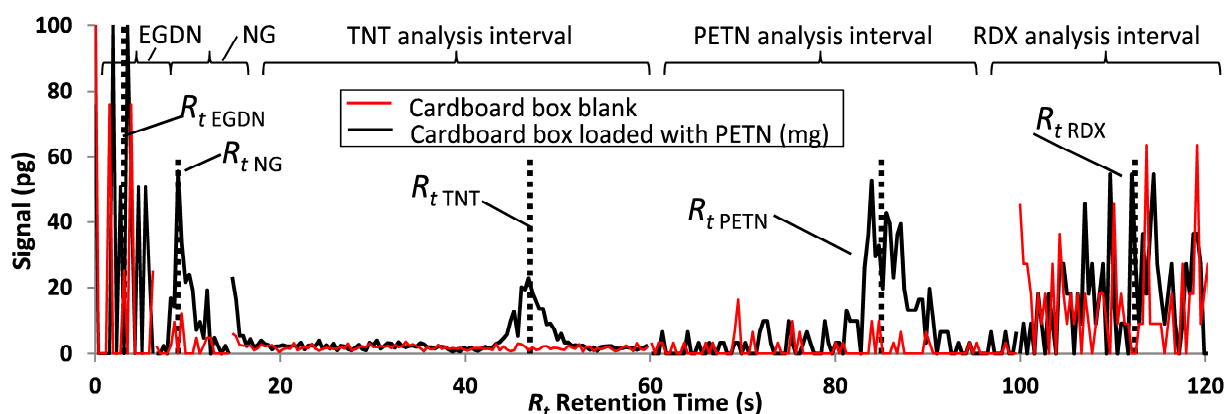 EGDN NG TNT analysis interval PETN analysis interval RDX analysis interval
100
80
60
40
20
0
Signal (pg)
Cardboard box blank
Cardboard box loaded with PETN (mg)
Rt EGDN
Rt NG
Rt TNT
Rt PETN
Rt RDX
0 20 40 60 80 100 120
Rt Retention Time (s)